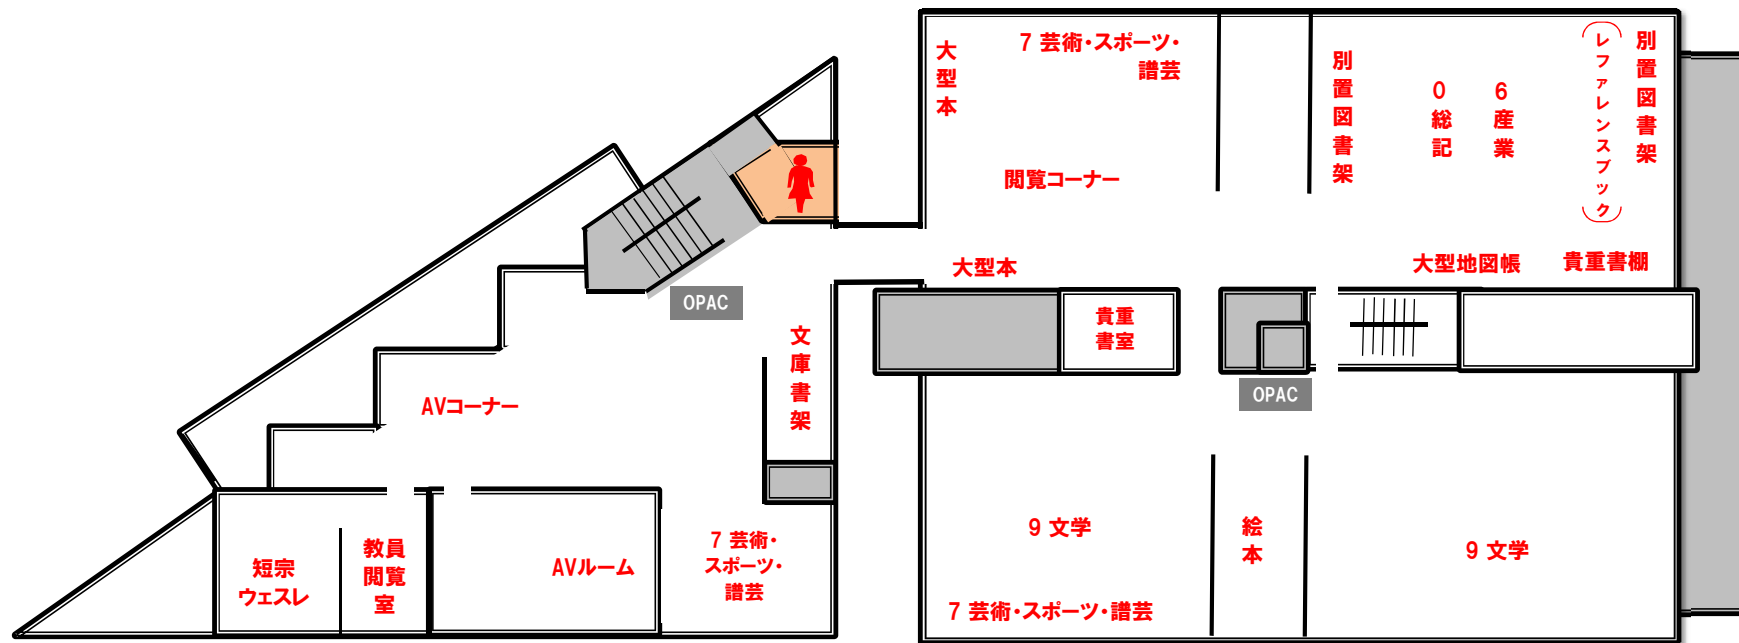 大型本
7 芸術・スポーツ・
譜芸
別置図書架
0総記
6産業
（レファレンスブック）
別置図書架
閲覧コーナー
大型本
大型地図帳
貴重書棚
OPAC
貴重
書室
文庫書架
OPAC
AVコーナー
9 文学
絵本
9 文学
7 芸術・
スポーツ・
譜芸
教員
閲覧
室
短宗
ウェスレ
AVルーム
7 芸術・スポーツ・譜芸